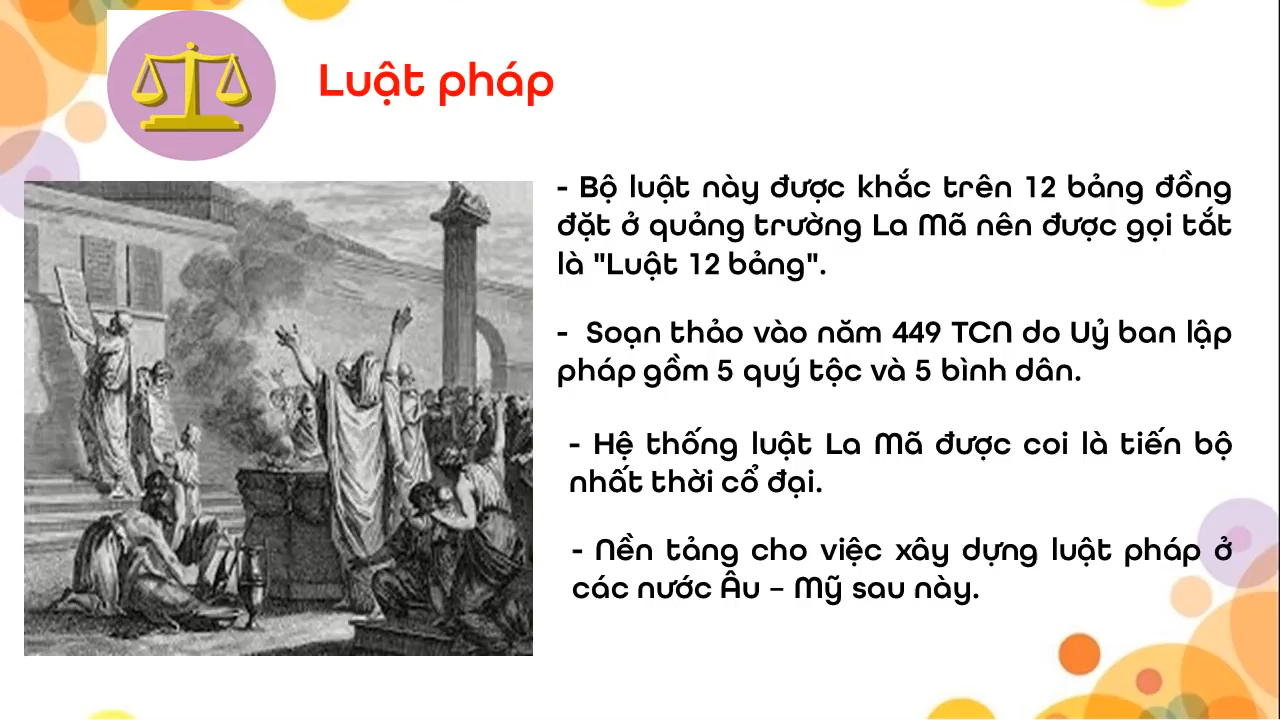 Luật pháp
- Bộ luật này được khắc trên 12 bảng đồng
đặt ở quảng trường La Mã nên được gọi tắt
là "Luật 12 bảng".
- Soạn thảo vào năm 449 TCN do Uỷ ban lập
pháp gồm 5 quý tộc và 5 bình dân.
- Hệ thống luật La Mã được coi là tiến bộ
nhất thời cổ đại.
- Nền tảng cho việc xây dựng luật pháp ở
các nước Âu – Mỹ sau này.